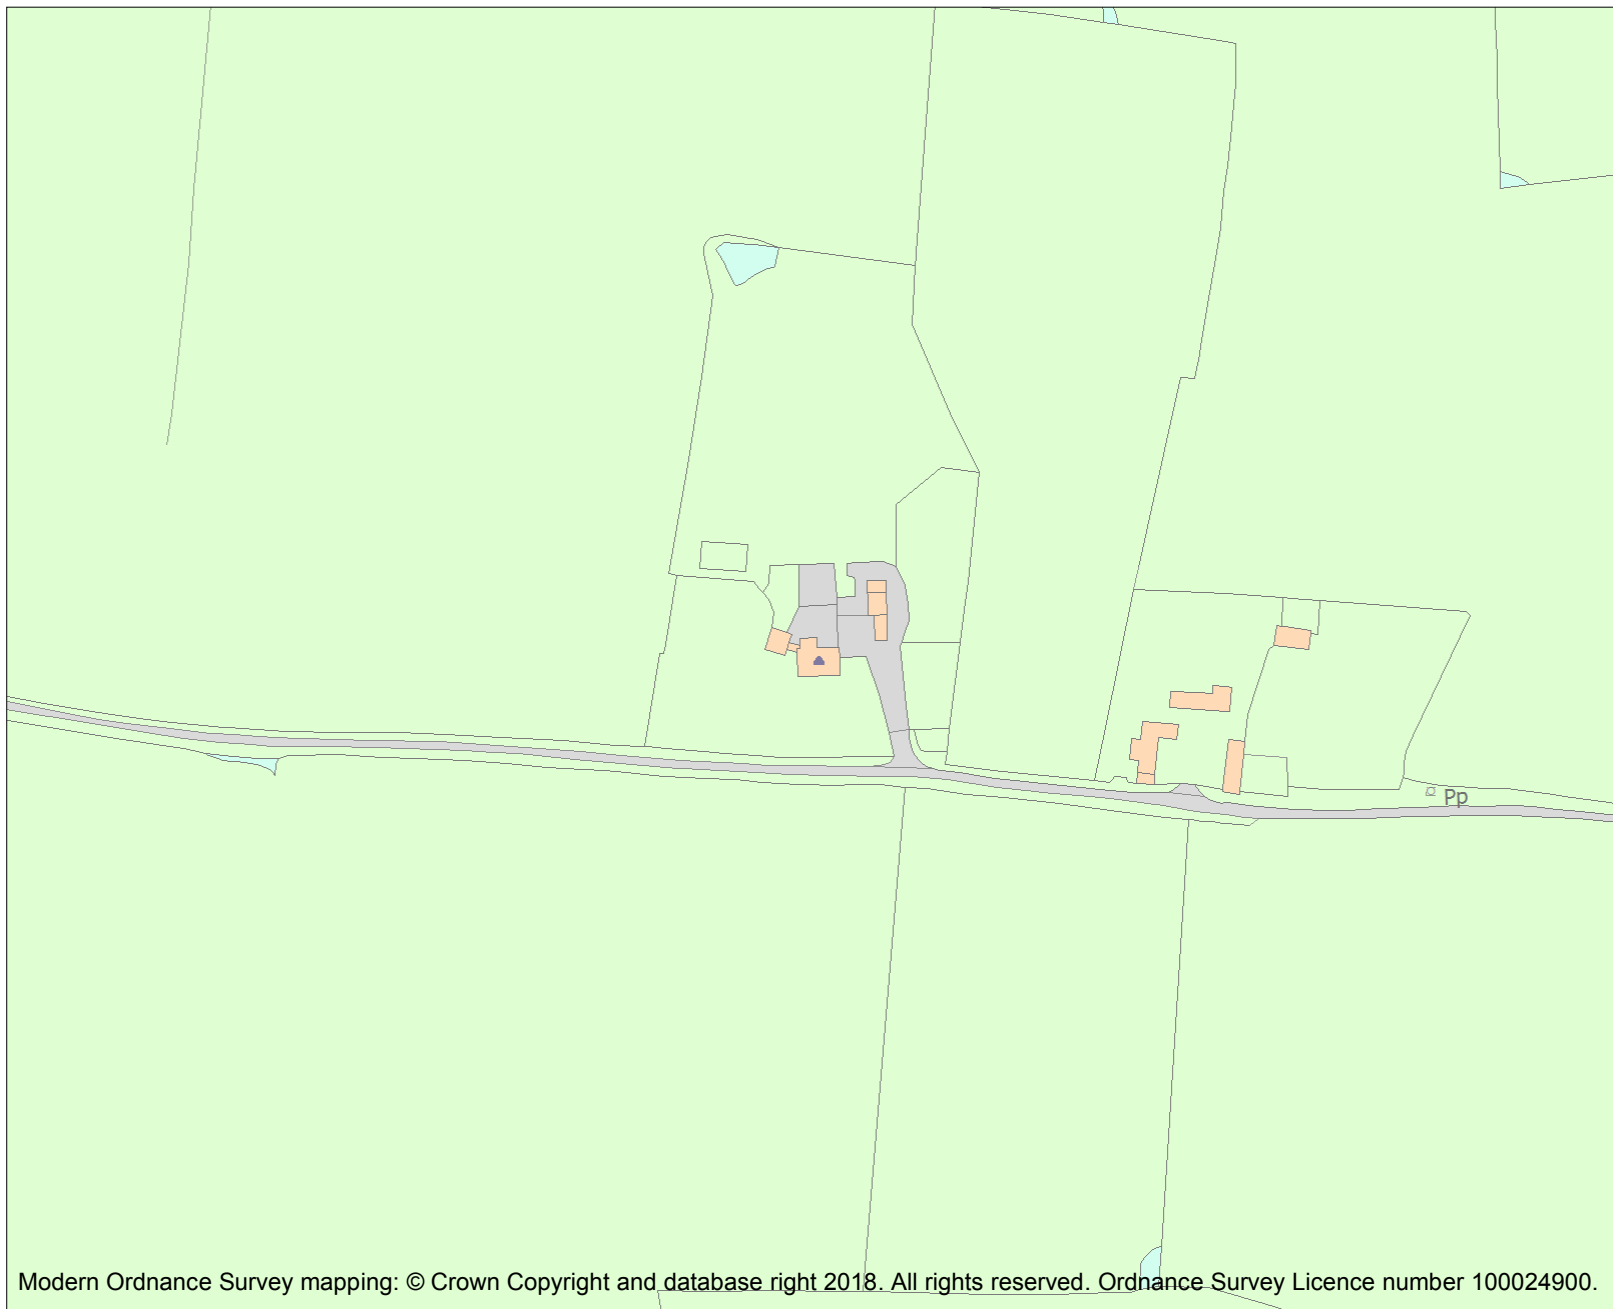 Pp
Modern Ordnance Survey mapping: © Crown Copyright and database right 2018. All rights reserved. Ordnance Survey Licence number 100024900.